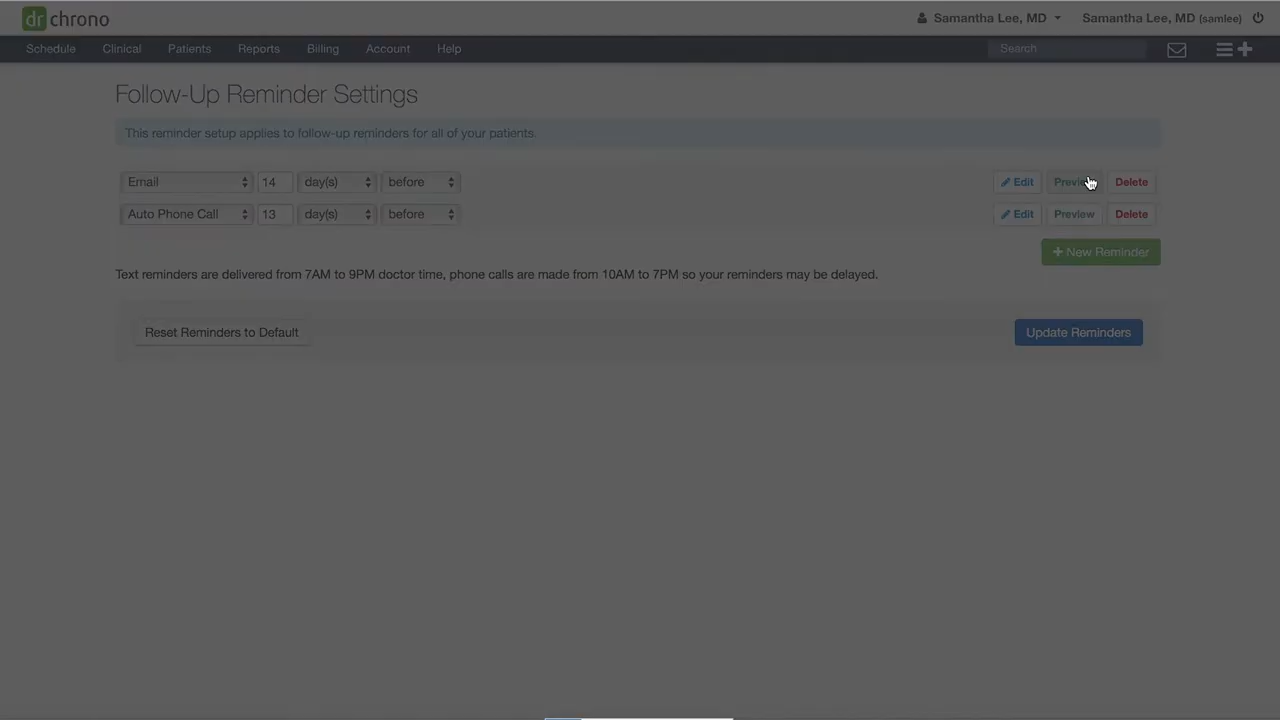 drchrono
Samantha Lee, MD
Samantha Lee, MD (samlee)
Schedule Clinical Patients Reports Billing Account Help
Search
Follow-Up Reminder Settings
This reminder setup applies to follow-up reminders for all of your patients.
Email 14 day(s) before Edit Preview Delete
Auto Phone Call 13 day(s) before Edit Preview Delete
+ New Reminder
Text reminders are delivered from 7AM to 9PM doctor time, phone calls are made from 10AM to 7PM so your reminders may be delayed.
Reset Reminders to Default Update Reminders